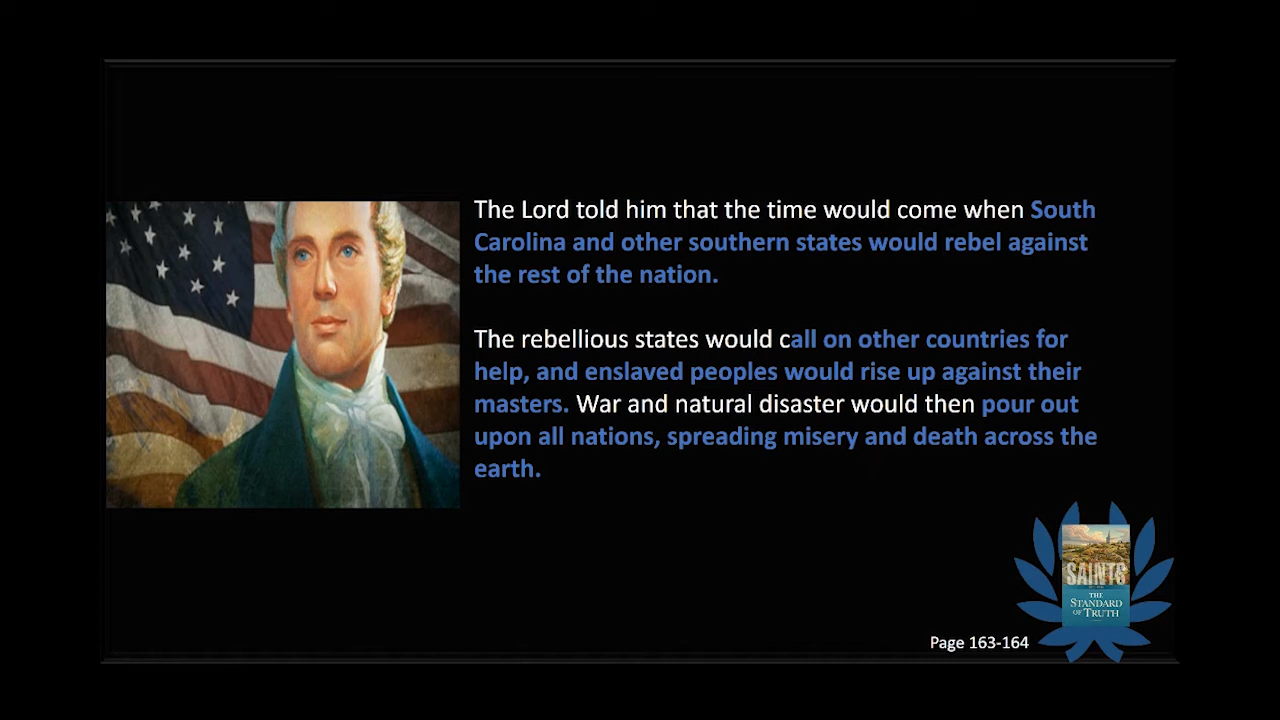 The Lord told him that the time would come when South
Carolina and other southern states would rebel against
the rest of the nation.
The rebellious states would call on other countries for
help, and enslaved peoples would rise up against their
masters. War and natural disaster would then pour out
upon all nations, spreading misery and death across the
earth.
SAINTS
THE
STANDARD
OF TRUTH
Page 163-164